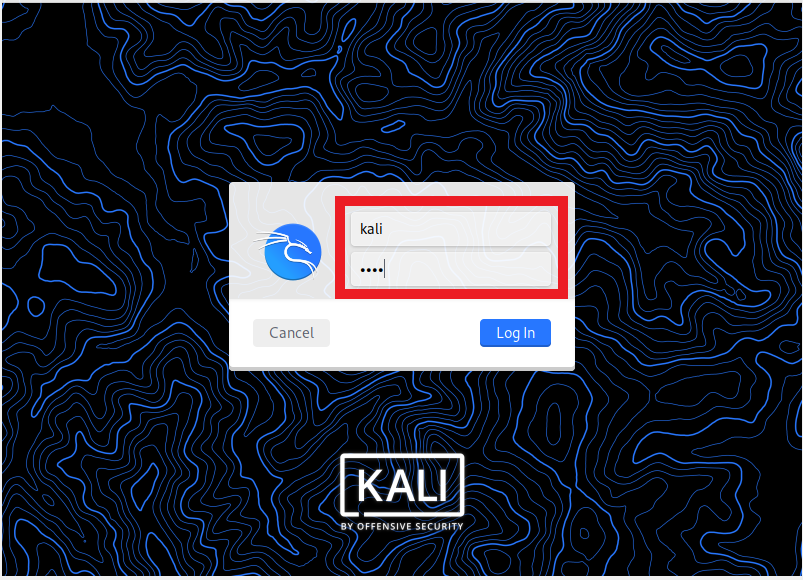 kali
••••
Cancel
Log In
KALI
BY OFFENSIVE SECURITY